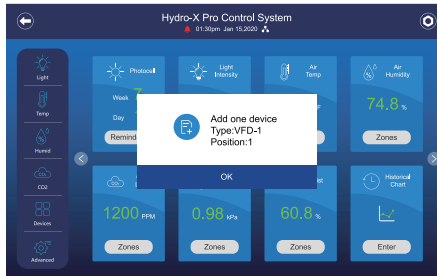 Hydro-X Pro Control System
01:30pm Jan 15,2020
Light
Temp
Humid
CO2
Devices
Advanced
Photocell
Week 7
Day
Light
Intensity
Air
Temp
F
Air
Humidity
74.8 %
Zones
Add one device
Type:VFD-1
Position:1
OK
1200 PPM
Zones
0.98 kPa
Zones
60.8 %
Zones
Historical
Chart
Enter